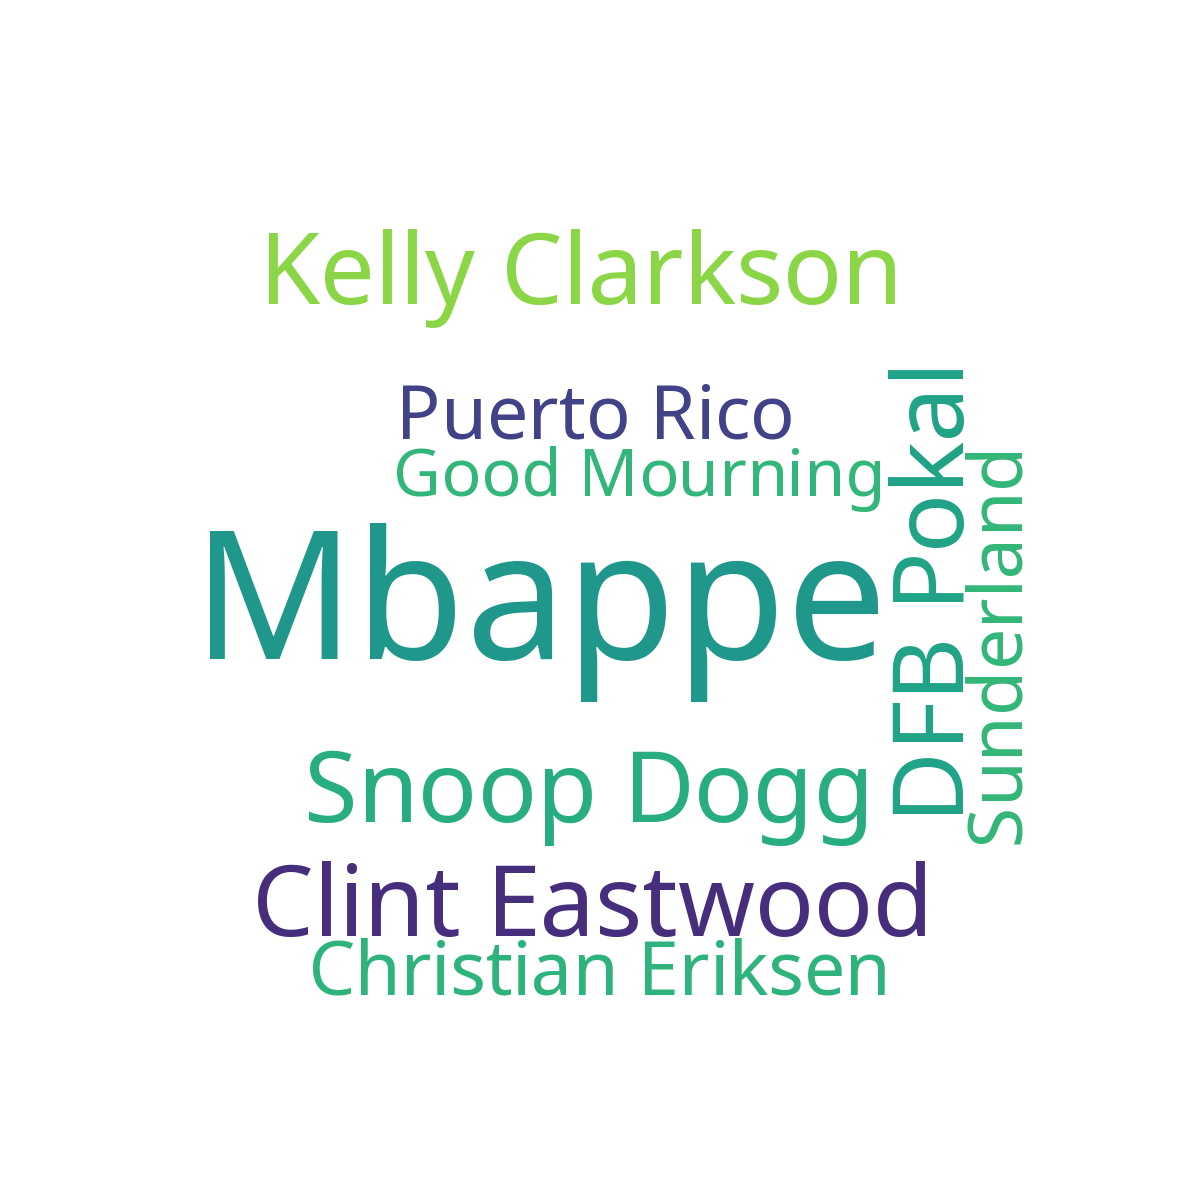 Kelly Clarkson
Puerto Rico
Good Mourning
Mbappe
DFB Pokal
Sunderland
Snoop Dogg
Clint Eastwood
Christian Eriksen